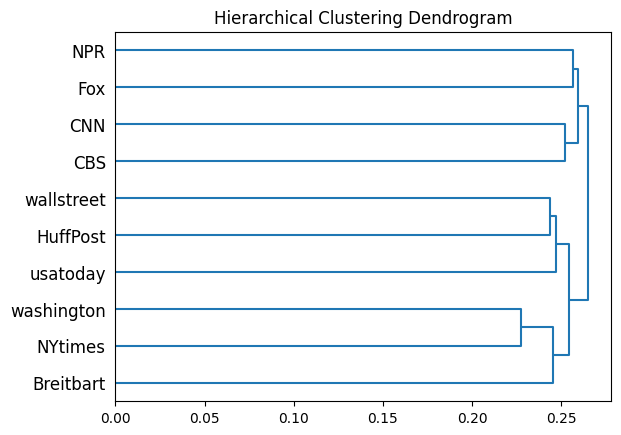 Hierarchical Clustering Dendrogram
NPR
Fox
CNN
CBS
wallstreet
HuffPost
usatoday
washington
NYtimes
Breitbart
0.00 0.05 0.10 0.15 0.20 0.25